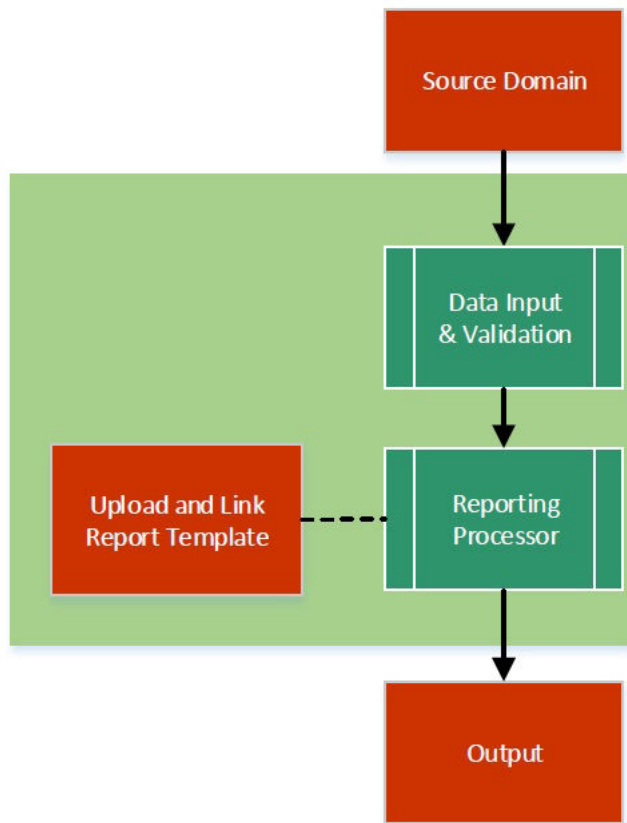 Source Domain
Data Input
& Validation
Upload and Link
Report Template
Reporting
Processor
Output